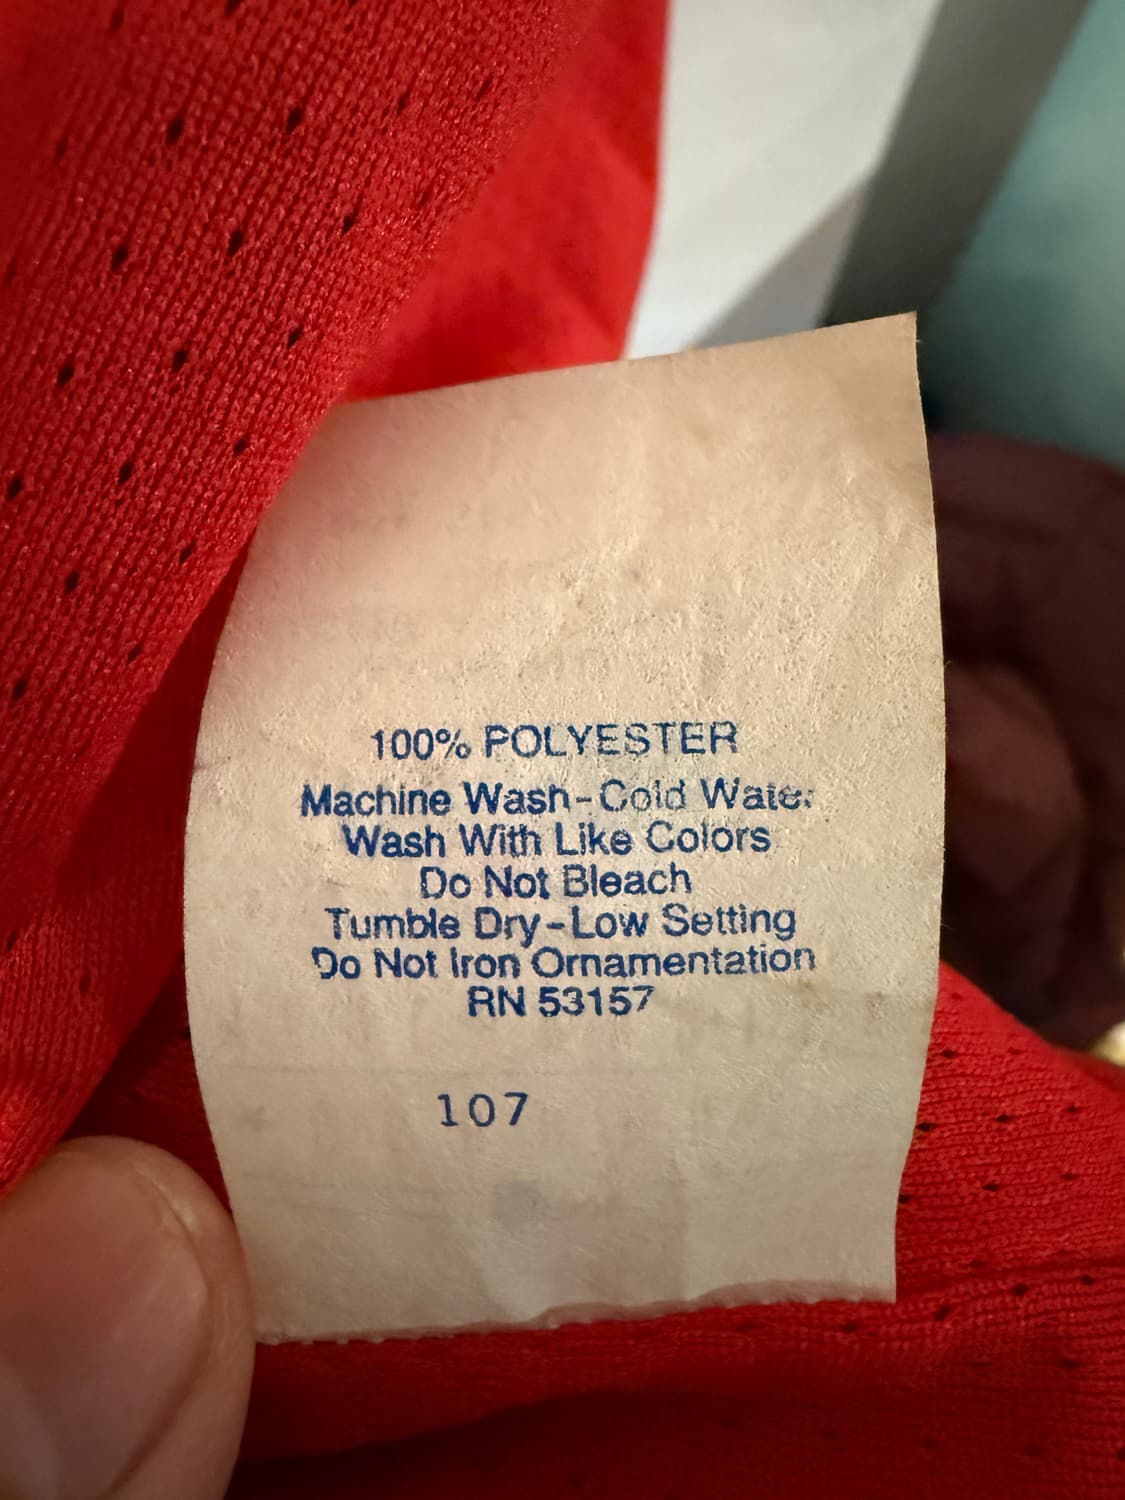 100% POLYESTER
Machine Wash-Cold Water
Wash With Like Colors
Do Not Bleach
Tumble Dry-Low Setting
Do Not Iron Ornamentation
RN 53157
107